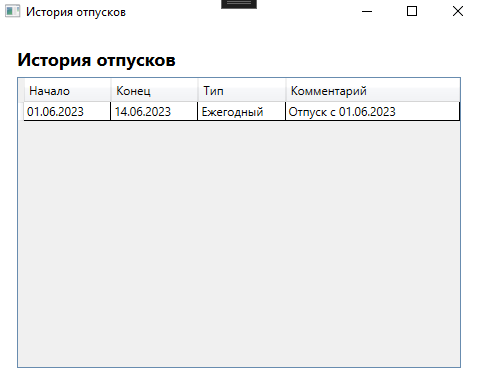 История отпусков
История отпусков
Начало Конец Тип Комментарий
01.06.2023 14.06.2023 Ежегодный Отпуск с 01.06.2023